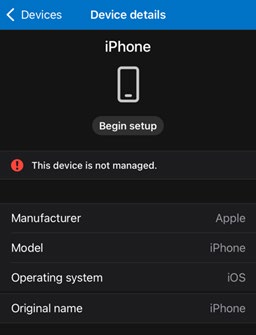 Devices Device details
iPhone
Begin setup
This device is not managed.
Manufacturer Apple
Model iPhone
Operating system iOS
Original name iPhone